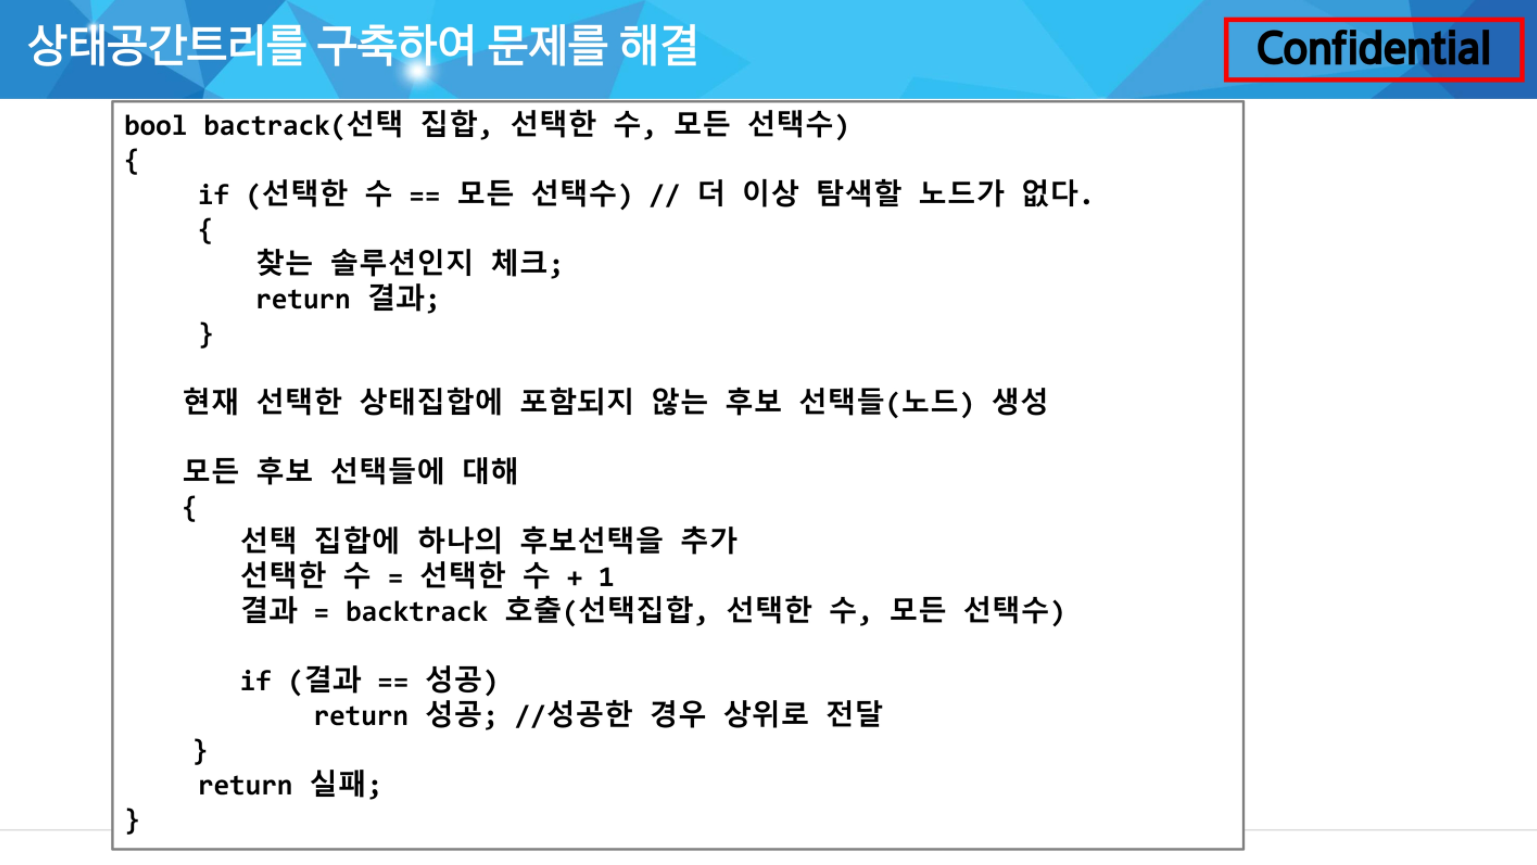 상태공간트리를 구축하여 문제를 해결
Confidential
bool bactrack(선택 집합, 선택한 수, 모든 선택수)
{
if (선택한 수 == 모든 선택수) // 더 이상 탐색할 노드가 없다.
{
찾는 솔루션인지 체크;
return 결과;
}
현재 선택한 상태집합에 포함되지 않는 후보 선택들(노드) 생성
모든 후보 선택들에 대해
{
선택 집합에 하나의 후보선택을 추가
선택한 수 = 선택한 수 + 1
결과 = backtrack 호출(선택집합, 선택한 수, 모든 선택수)
if (결과 == 성공)
return 성공; //성공한 경우 상위로 전달
}
return 실패;
}